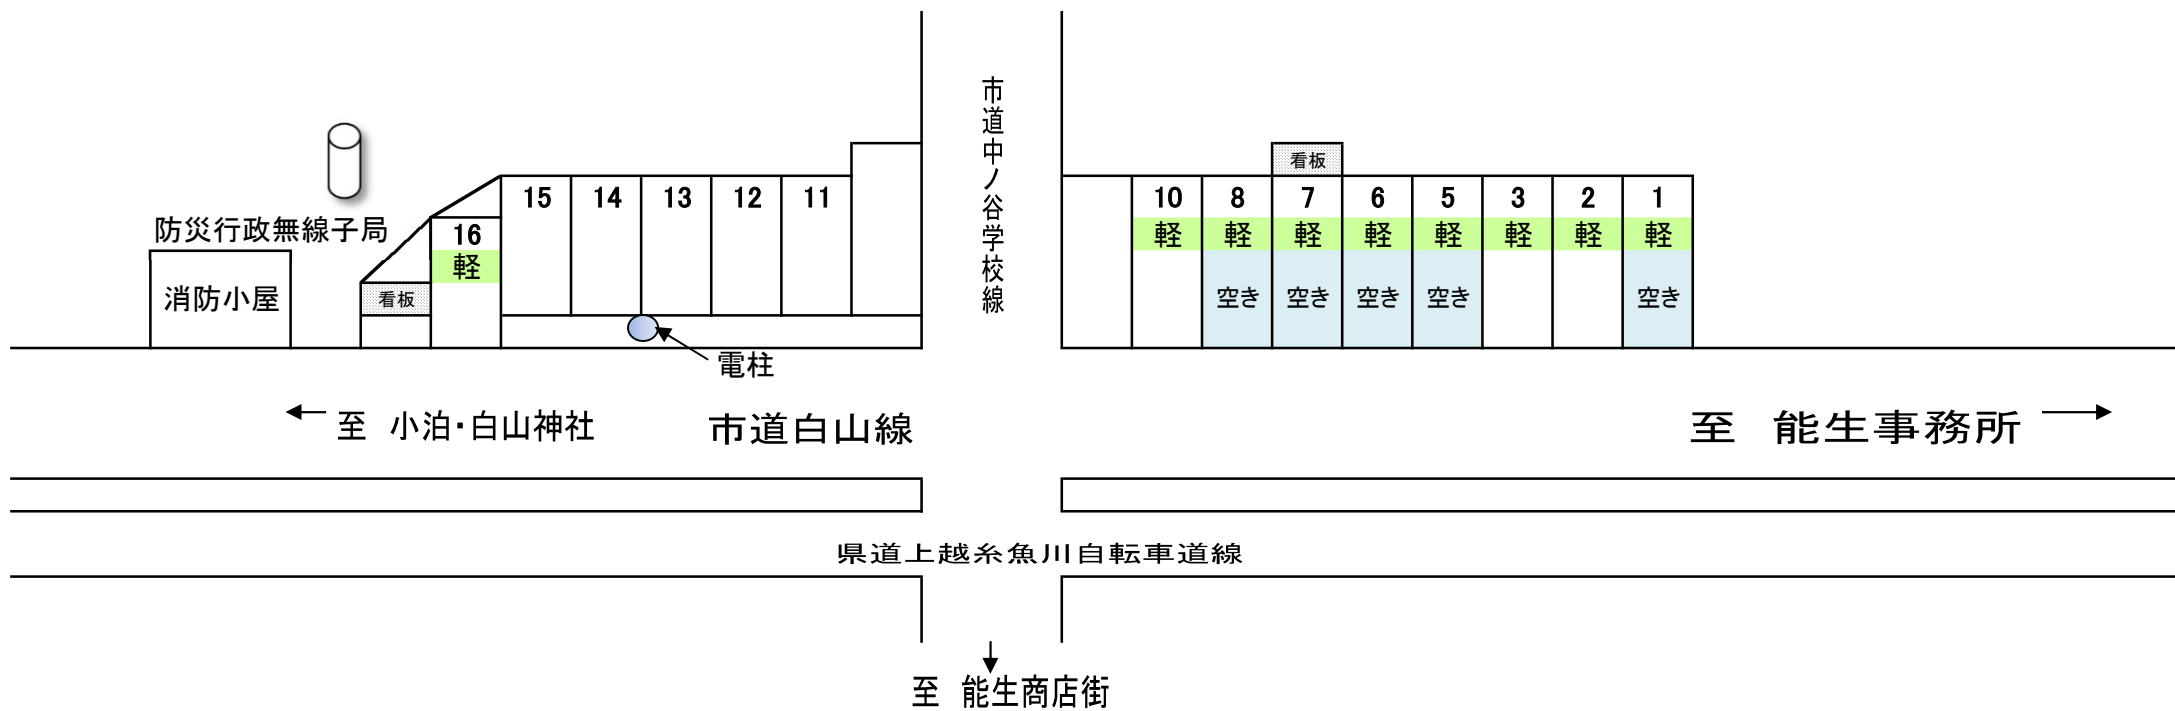 市道中ノ谷学校線
看板
15 14 13 12 11
10 8 7 6 5 3 2 1
防災行政無線子局
16
軽 軽 軽 軽 軽 軽 軽 軽
軽
消防小屋
看板
空き 空き 空き 空き 空き
電柱
至 小泊・白山神社
市道白山線
至 能生事務所
県道上越糸魚川自転車道線
至 能生商店街